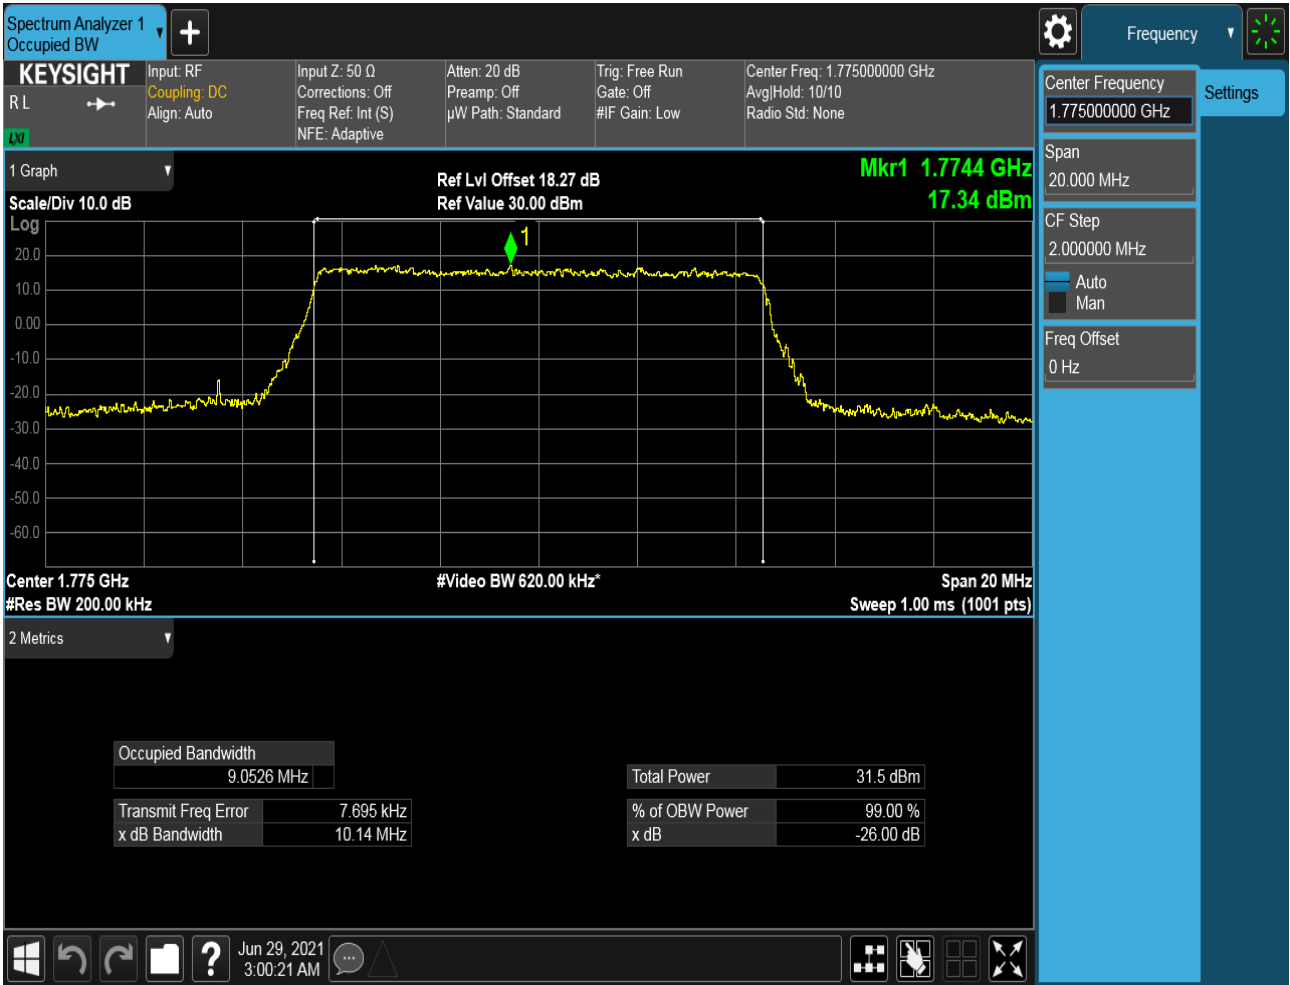 Spectrum Analyzer 1
Occupied BW
+
Frequency
KEYSIGHT
R L
LXI
Input: RF
Coupling: DC
Align: Auto
Input Z: 50 Ω
Corrections: Off
Freq Ref: Int (S)
NFE: Adaptive
Atten: 20 dB
Preamp: Off
µW Path: Standard
Trig: Free Run
Gate: Off
#IF Gain: Low
Center Freq: 1.775000000 GHz
Avg|Hold: 10/10
Radio Std: None
Center Frequency
1.775000000 GHz
Settings
Span
20.000 MHz
CF Step
2.000000 MHz
Auto
Man
Freq Offset
0 Hz
1 Graph
Scale/Div 10.0 dB
Ref Lvl Offset 18.27 dB
Ref Value 30.00 dBm
Mkr1 1.7744 GHz
17.34 dBm
Log
1
20.0
10.0
0.00
-10.0
-20.0
-30.0
-40.0
-50.0
-60.0
Center 1.775 GHz
#Video BW 620.00 kHz*
Span 20 MHz
#Res BW 200.00 kHz
Sweep 1.00 ms (1001 pts)
2 Metrics
Occupied Bandwidth
9.0526 MHz
Total Power 31.5 dBm
Transmit Freq Error 7.695 kHz
% of OBW Power 99.00 %
x dB Bandwidth 10.14 MHz
x dB -26.00 dB
?
Jun 29, 2021
3:00:21 AM